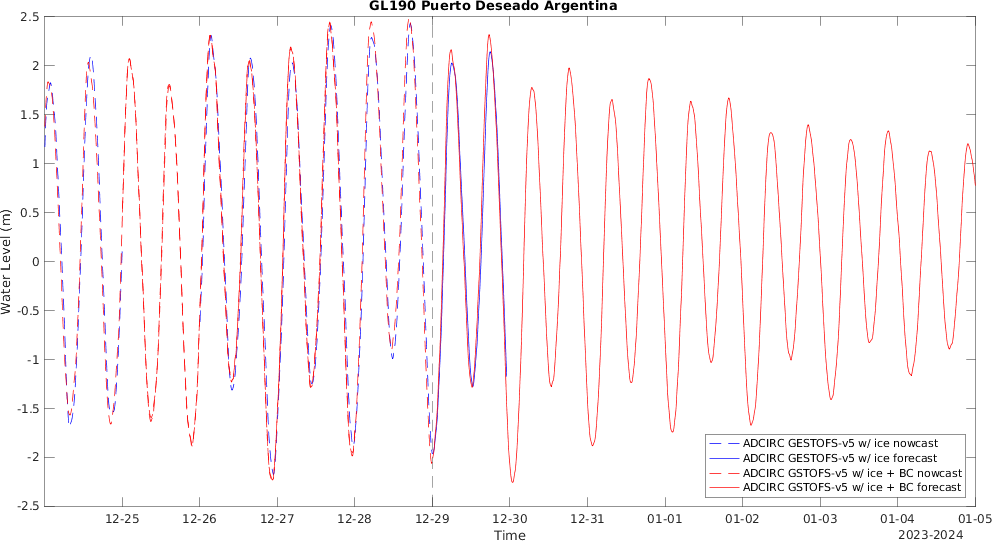 GL190 Puerto Deseado Argentina
2.5
2
1.5
1
0.5
0
-0.5
-1
-1.5
-2
-2.5
Water Level (m)
12-25 12-26 12-27 12-28 12-29 12-30 12-31 01-01 01-02 01-03 01-04 01-05
Time
2023-2024
ADCIRC GESTOFS-v5 w/ ice nowcast
ADCIRC GESTOFS-v5 w/ ice forecast
ADCIRC GSTOFS-v5 w/ ice + BC nowcast
ADCIRC GSTOFS-v5 w/ ice + BC forecast